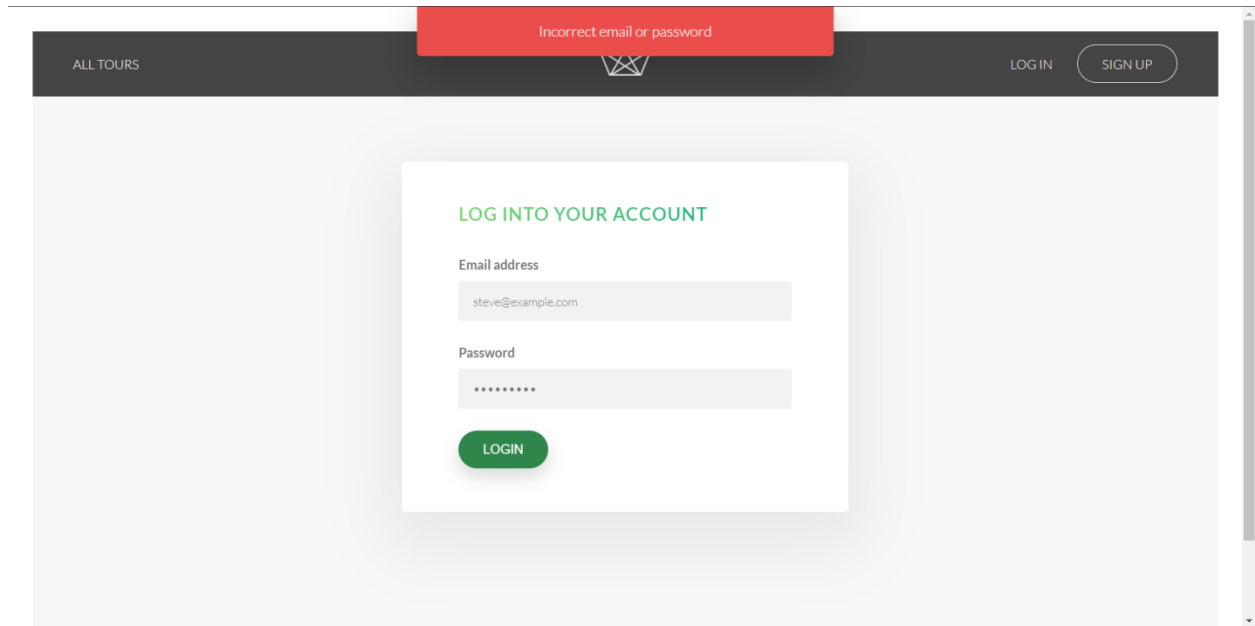 Incorrect email or password
ALL TOURS
LOG IN
SIGN UP
LOG INTO YOUR ACCOUNT
Email address
steve@example.com
Password
•••••••••
LOGIN